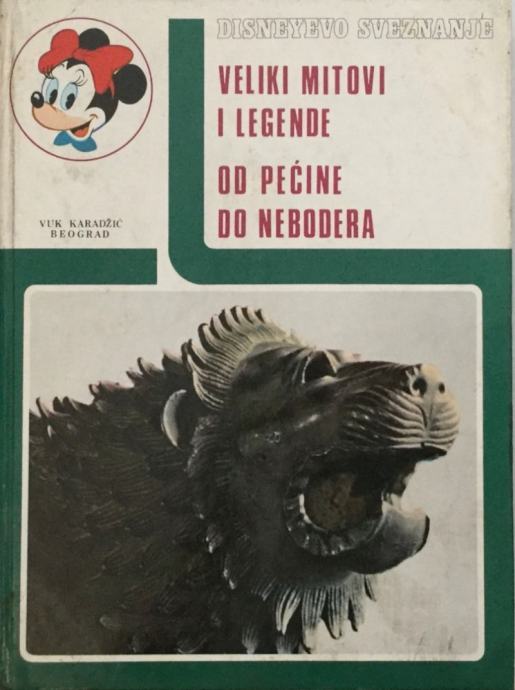 DISNEYEVO SVEZNANJE
VELIKI MITOVI
I LEGENDE
OD PEĆINE
DO NEBODERA
VUK KARADŽIĆ
BEOGRAD